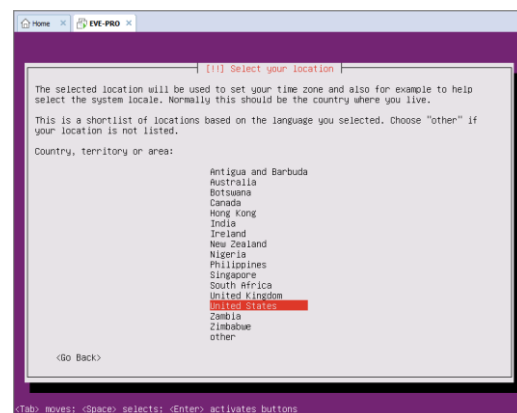 Home × EVE-PRO ×
[!!] Select your location
The selected location will be used to set your time zone and also for example to help
select the system locale. Normally this should be the country where you live.
This is a shortlist of locations based on the language you selected. Choose "other" if
your location is not listed.
Country, territory or area:
Antigua and Barbuda
Australia
Botswana
Canada
Hong Kong
India
Ireland
New Zealand
Nigeria
Philippines
Singapore
South Africa
United Kingdom
United States
Zambia
Zimbabwe
other
<Go Back>
<Tab> moves; <Space> selects; <Enter> activates buttons